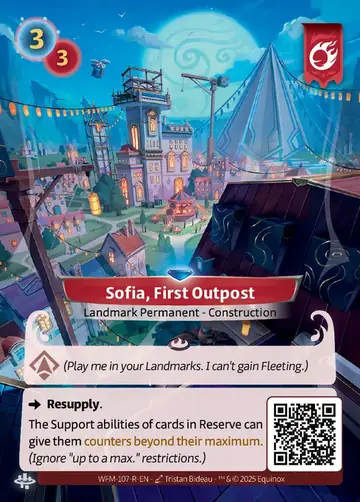 3
3
Sofia, First Outpost
Landmark Permanent - Construction
(Play me in your Landmarks. I can't gain Fleeting.)
➔ Resupply.
The Support abilities of cards in Reserve can
give them counters beyond their maximum.
(Ignore "up to a max." restrictions.)
WFM-107-R-EN - Tristan Bideau - ™ & © 2025 Equinox